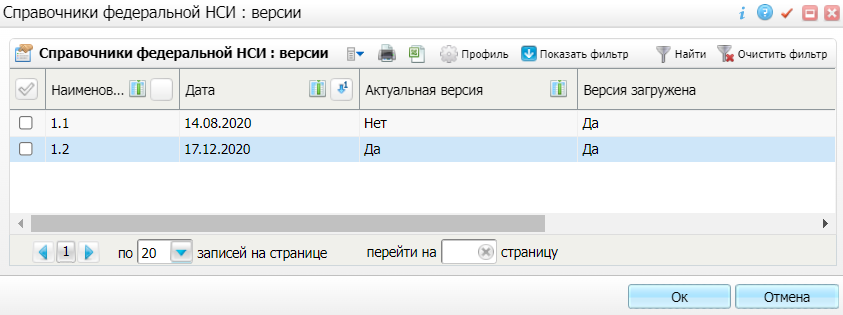 Справочники федеральной НСИ : версии
Справочники федеральной НСИ : версии Профиль Показать фильтр Найти Очистить фильтр
Наименов... Дата Актуальная версия Версия загружена
1.1 14.08.2020 Нет Да
1.2 17.12.2020 Да Да
1 по 20 записей на странице перейти на страницу
Ок Отмена